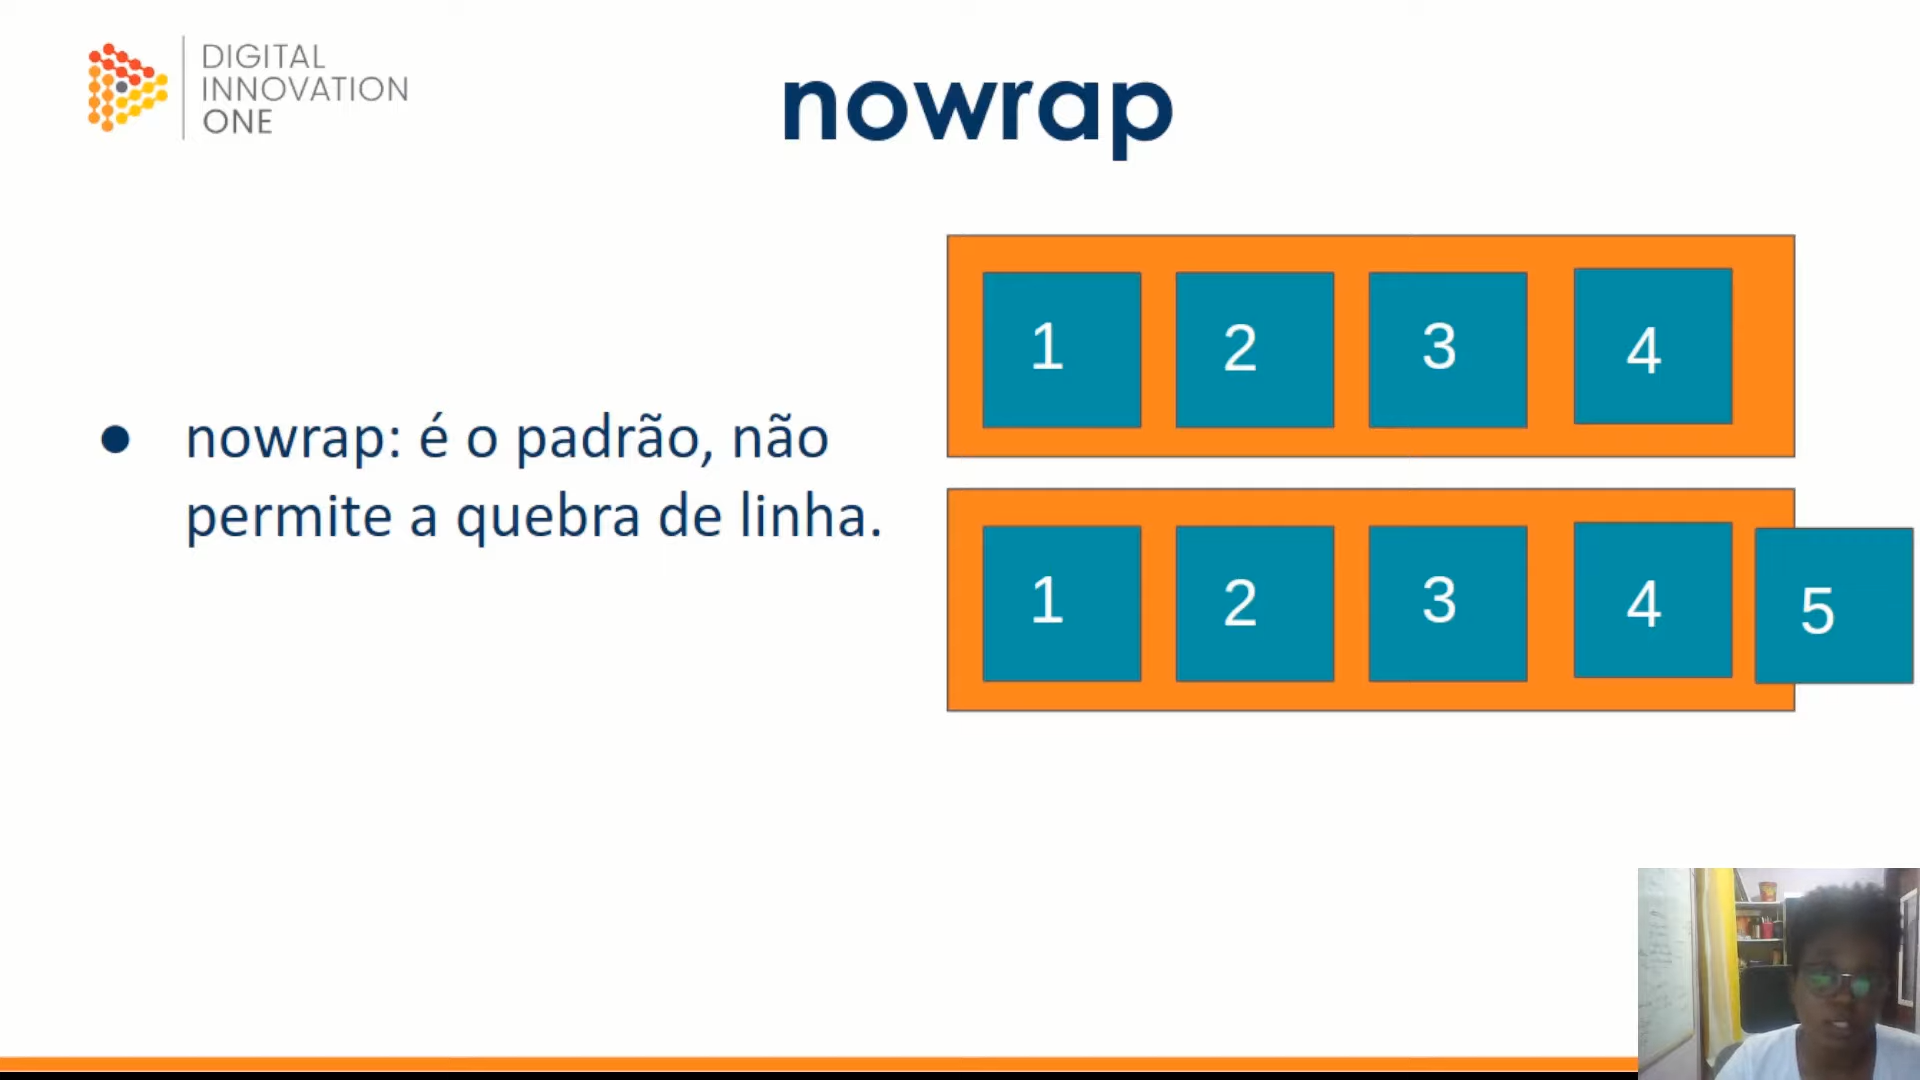 DIGITAL
INNOVATION
ONE
nowrap
● nowrap: é o padrão, não
permite a quebra de linha.
1 2 3 4
1 2 3 4 5